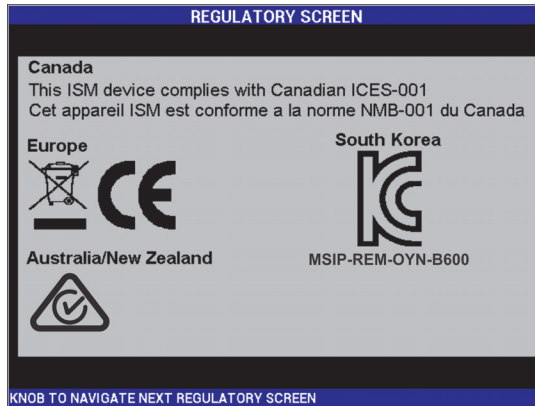 REGULATORY SCREEN
Canada
This ISM device complies with Canadian ICES-001
Cet appareil ISM est conforme a la norme NMB-001 du Canada
Europe
CE
South Korea
KC
MSIP-REM-OYN-B600
Australia/New Zealand
KNOB TO NAVIGATE NEXT REGULATORY SCREEN